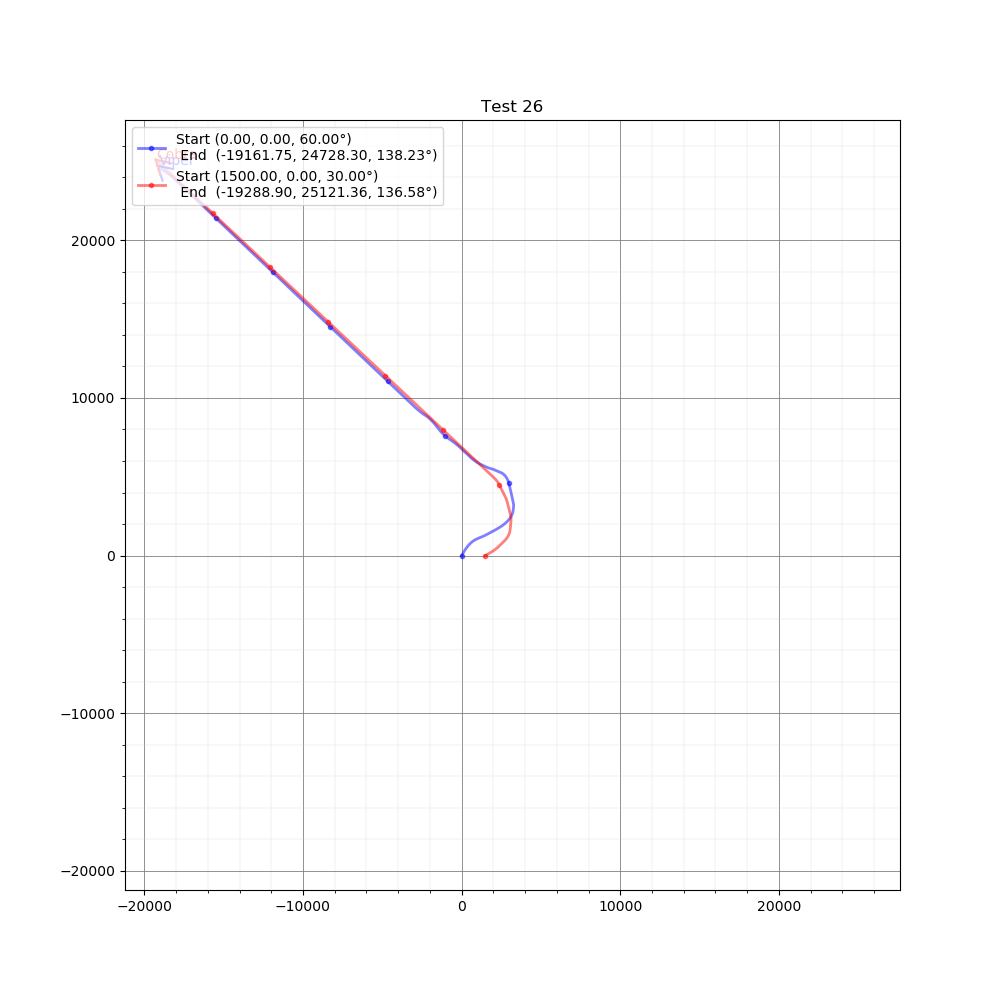 Test 26
Start (0.00, 0.00, 60.00°)
End (-19161.75, 24728.30, 138.23°)
Start (1500.00, 0.00, 30.00°)
End (-19288.90, 25121.36, 136.58°)
20000
10000
0
−10000
−20000
−20000 −10000 0 10000 20000